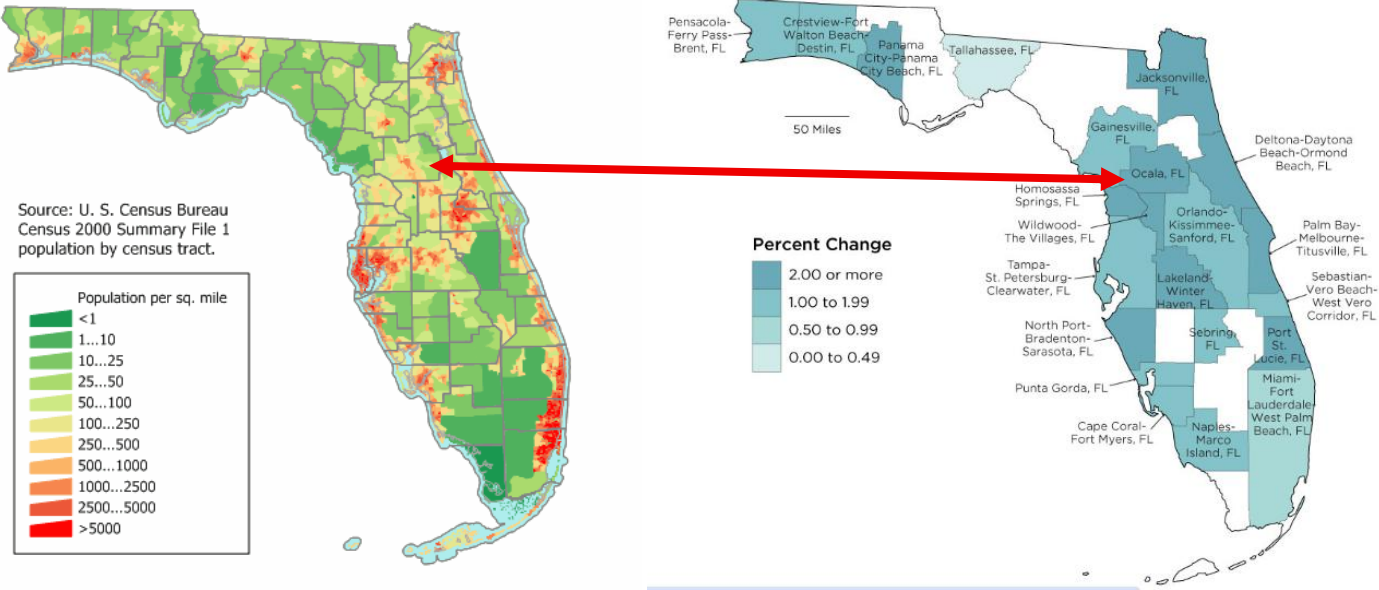 Source: U. S. Census Bureau
Census 2000 Summary File 1
population by census tract.
Population per sq. mile
<1
1...10
10...25
25...50
50...100
100...250
250...500
500...1000
1000...2500
2500...5000
>5000
Pensacola-
Ferry Pass-
Brent, FL
Crestview-Fort
Walton Beach-
Destin, FL
Panama
City-Panama
City Beach, FL
Tallahassee, FL
Jacksonville,
FL
50 Miles
Gainesville,
FL
Deltona-Daytona
Beach-Ormond
Beach, FL
Ocala, FL
Homosassa
Springs, FL
Wildwood-
The Villages, FL
Orlando-
Kissimmee-
Sanford, FL
Palm Bay-
Melbourne-
Titusville, FL
Tampa-
St. Petersburg-
Clearwater, FL
Lakeland-
Winter
Haven, FL
Sebastian-
Vero Beach-
West Vero
Corridor, FL
North Port-
Bradenton-
Sarasota, FL
Sebring,
FL
Port
St.
Lucie, FL
Punta Gorda, FL
Miami-
Fort
Lauderdale-
West Palm
Beach, FL
Cape Coral-
Fort Myers, FL
Naples-
Marco
Island, FL
Percent Change
2.00 or more
1.00 to 1.99
0.50 to 0.99
0.00 to 0.49